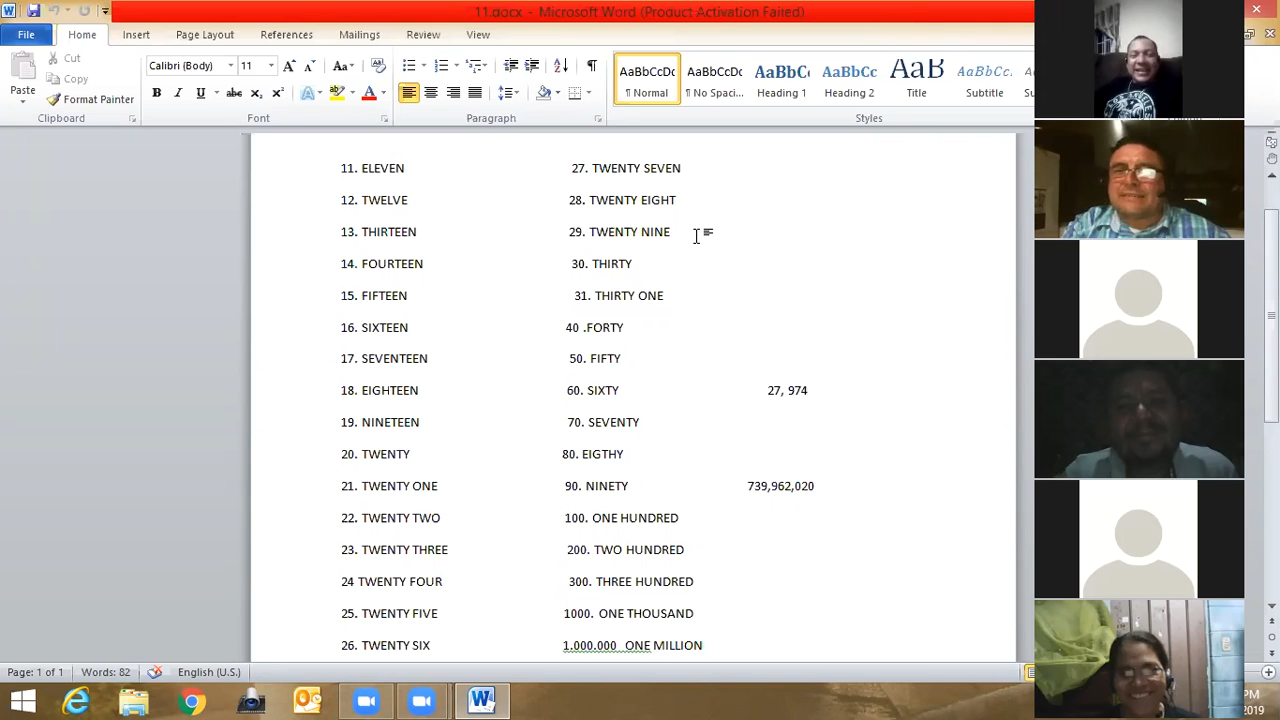 11.docx - Microsoft Word (Product Activation Failed)
File Home Insert Page Layout References Mailings Review View
Cut
Copy
Format Painter
Paste
Calibri (Body) 11
AaBbCcDc AaBbCcDc AaBbC AaBbCc AaB AaBbCcD
¶ Normal ¶ No Spaci... Heading 1 Heading 2 Title Subtitle
Clipboard Font Paragraph Styles
11. ELEVEN 27. TWENTY SEVEN
12. TWELVE 28. TWENTY EIGHT
13. THIRTEEN 29. TWENTY NINE
14. FOURTEEN 30. THIRTY
15. FIFTEEN 31. THIRTY ONE
16. SIXTEEN 40 .FORTY
17. SEVENTEEN 50. FIFTY
18. EIGHTEEN 60. SIXTY 27, 974
19. NINETEEN 70. SEVENTY
20. TWENTY 80. EIGTHY
21. TWENTY ONE 90. NINETY 739,962,020
22. TWENTY TWO 100. ONE HUNDRED
23. TWENTY THREE 200. TWO HUNDRED
24 TWENTY FOUR 300. THREE HUNDRED
25. TWENTY FIVE 1000. ONE THOUSAND
26. TWENTY SIX 1.000.000 ONE MILLION
Page: 1 of 1 Words: 82 English (U.S.)
PM
2019